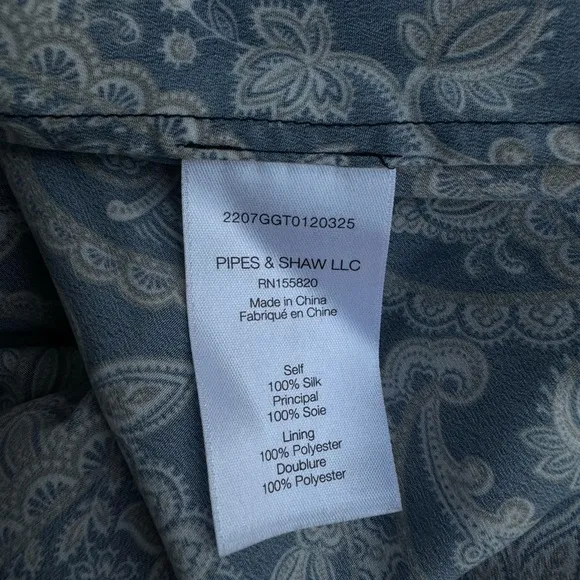 2207GGT0120325
PIPES & SHAW LLC
RN155820
Made in China
Fabriqué en Chine
Self
100% Silk
Principal
100% Soie
Lining
100% Polyester
Doublure
100% Polyester